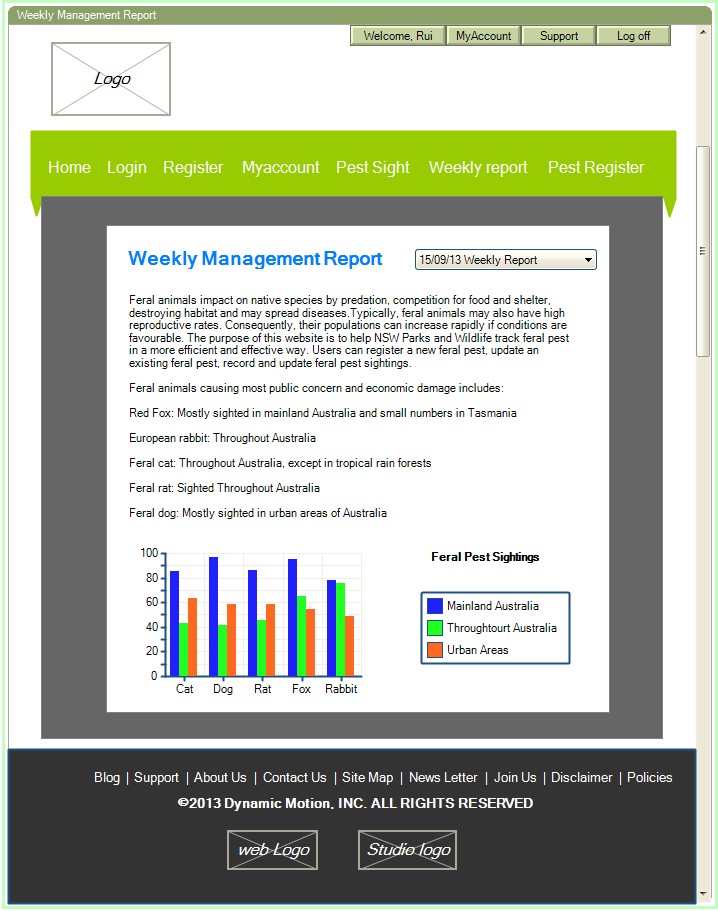 Weekly Management Report
Welcome, Rui MyAccount Support Log off
Logo
Home Login Register Myaccount Pest Sight Weekly report Pest Register
Weekly Management Report
15/09/13 Weekly Report
Feral animals impact on native species by predation, competition for food and shelter,
destroying habitat and may spread diseases.Typically, feral animals may also have high
reproductive rates. Consequently, their populations can increase rapidly if conditions are
favourable. The purpose of this website is to help NSW Parks and Wildlife track feral pest
in a more efficient and effective way. Users can register a new feral pest, update an
existing feral pest, record and update feral pest sightings.
Feral animals causing most public concern and economic damage includes:
Red Fox: Mostly sighted in mainland Australia and small numbers in Tasmania
European rabbit: Throughout Australia
Feral cat: Throughout Australia, except in tropical rain forests
Feral rat: Sighted Throughout Australia
Feral dog: Mostly sighted in urban areas of Australia
100
80
60
40
20
0
Cat Dog Rat Fox Rabbit
Feral Pest Sightings
Mainland Australia
Throughtourt Australia
Urban Areas
Blog | Support | About Us | Contact Us | Site Map | News Letter | Join Us | Disclaimer | Policies
©2013 Dynamic Motion, INC. ALL RIGHTS RESERVED
web Logo Studio logo